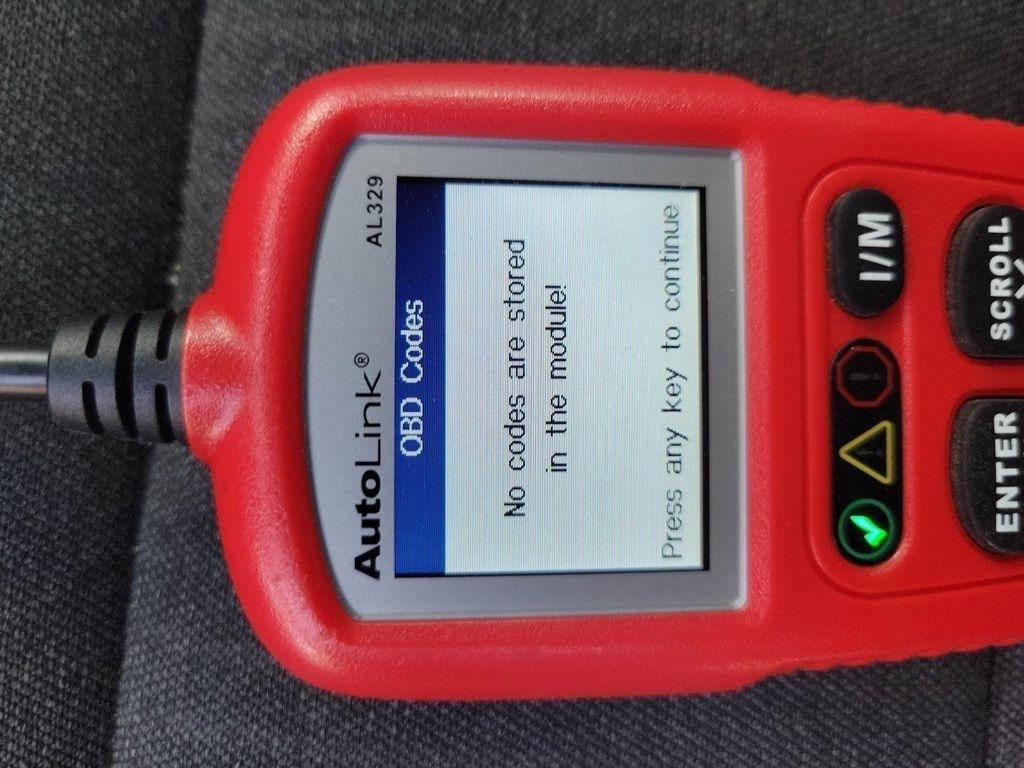 AutoLink®
AL329
OBD Codes
No codes are stored
in the module!
Press any key to continue
I/M
ENTER
SCROLL